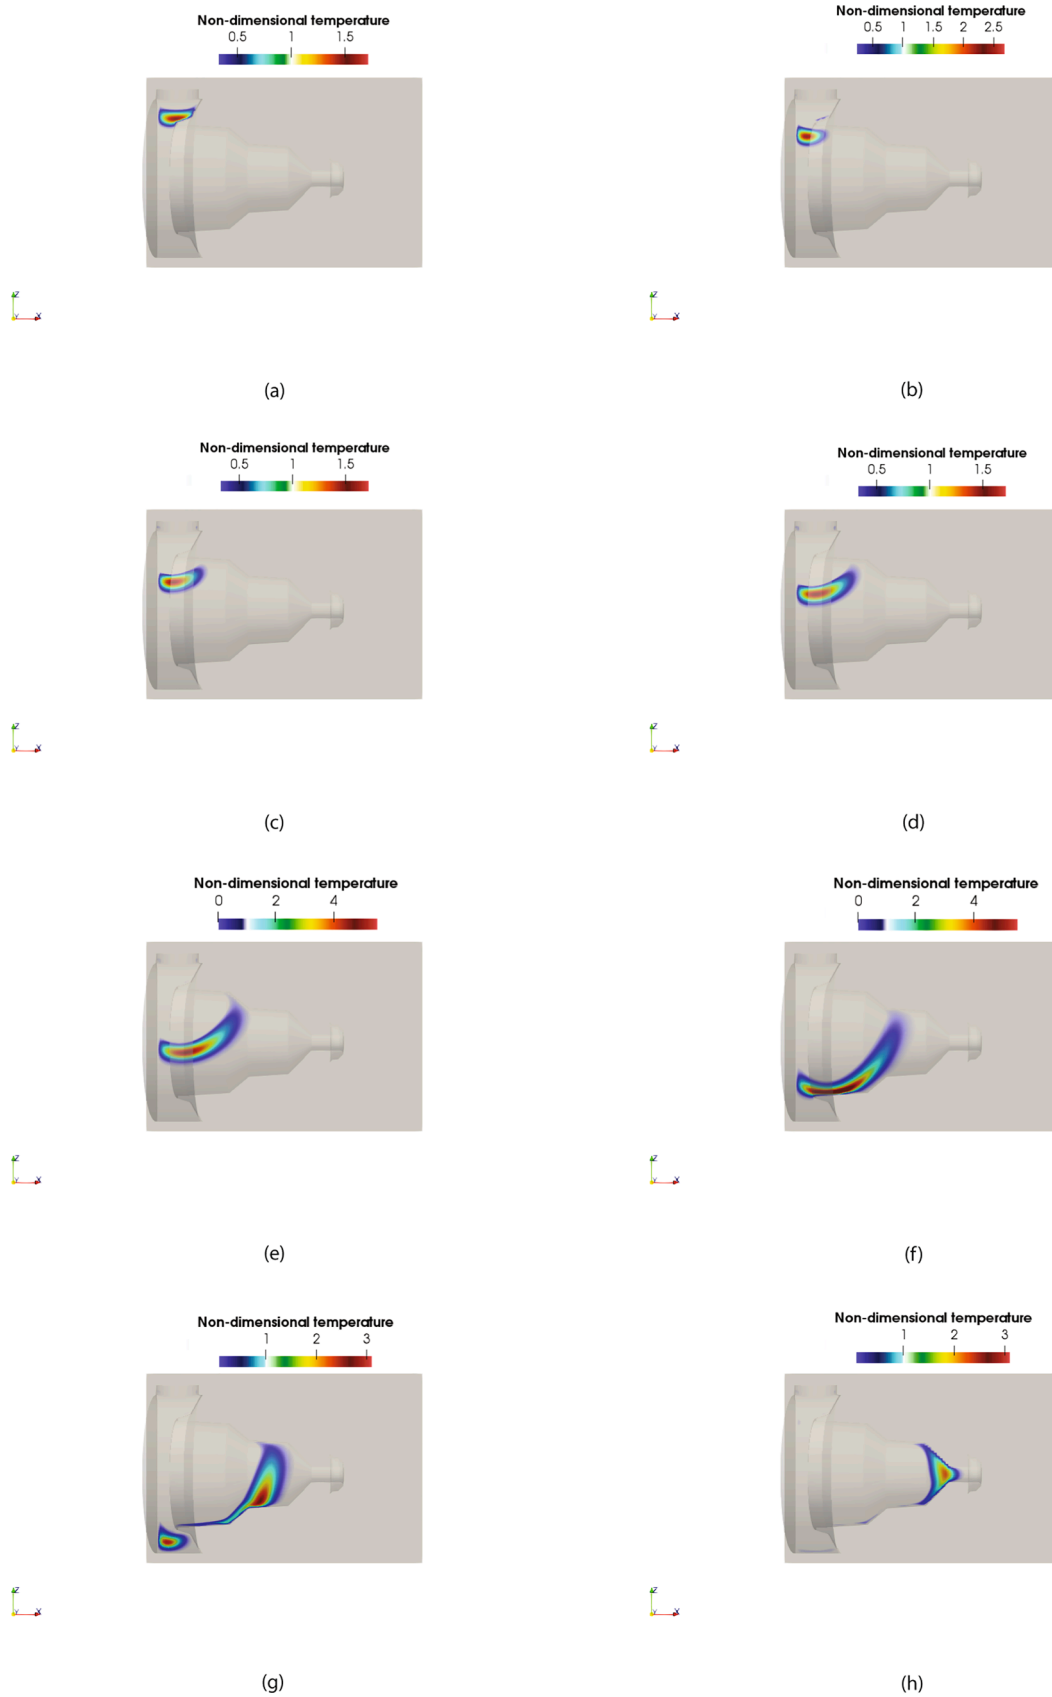 Non-dimensional temperature
0.5 1 1.5
Z
Y X
(a)
Non-dimensional temperature
0.5 1 1.5 2 2.5
Z
Y X
(b)
Non-dimensional temperature
0.5 1 1.5
Z
Y X
(c)
Non-dimensional temperature
0.5 1 1.5
Z
Y X
(d)
Non-dimensional temperature
0 2 4
Z
Y X
(e)
Non-dimensional temperature
0 2 4
Z
Y X
(f)
Non-dimensional temperature
1 2 3
Z
Y X
(g)
Non-dimensional temperature
1 2 3
Z
Y X
(h)